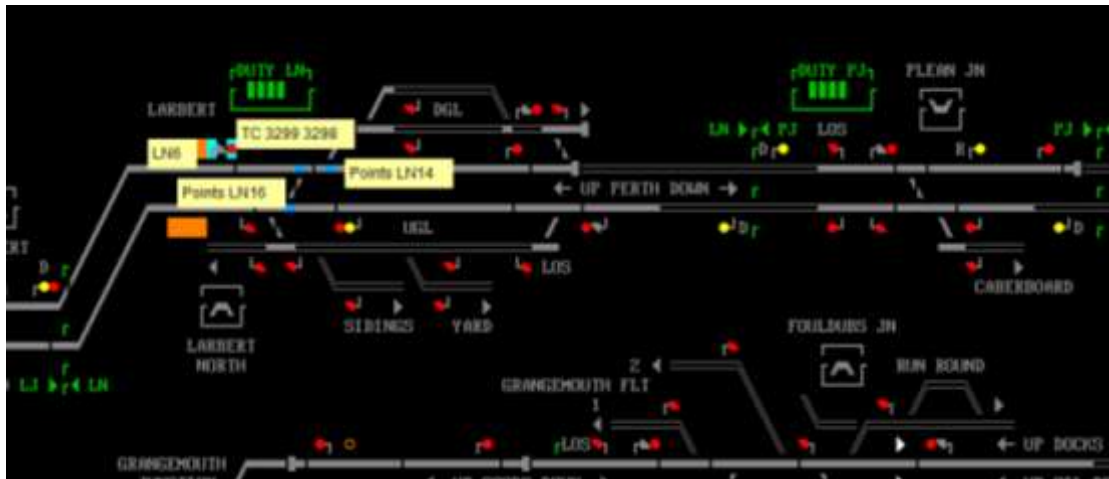 DUTY LN
DUTY PJ
PLEAN JN
LARBERT
DGL
TC 3299 3298
LN6
LN
PJ
LOS
PJ
D
R
Points LN14
Points LN16
← UP PERTH DOWN →
UGL
D
D
LOS
D
CABERBOARD
SIDINGS
YARD
FOULDUBS JN
LARBERT
NORTH
2
RUN ROUND
LJ
LN
GRANGEMOUTH FLT
1
LOS
← UP DOCKS
GRANGEMOUTH